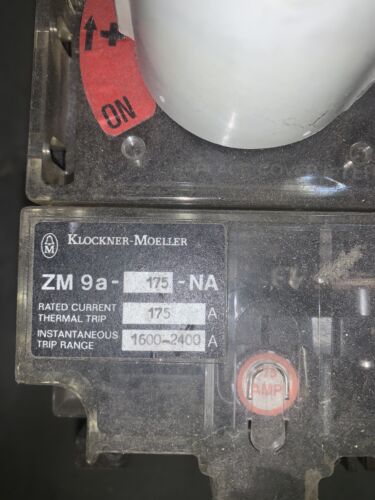 +
ON
M
KLOCKNER-MOELLER
ZM 9a- 175 -NA
RATED CURRENT
THERMAL TRIP 175 A
INSTANTANEOUS
TRIP RANGE 1600-2400 A
AMP